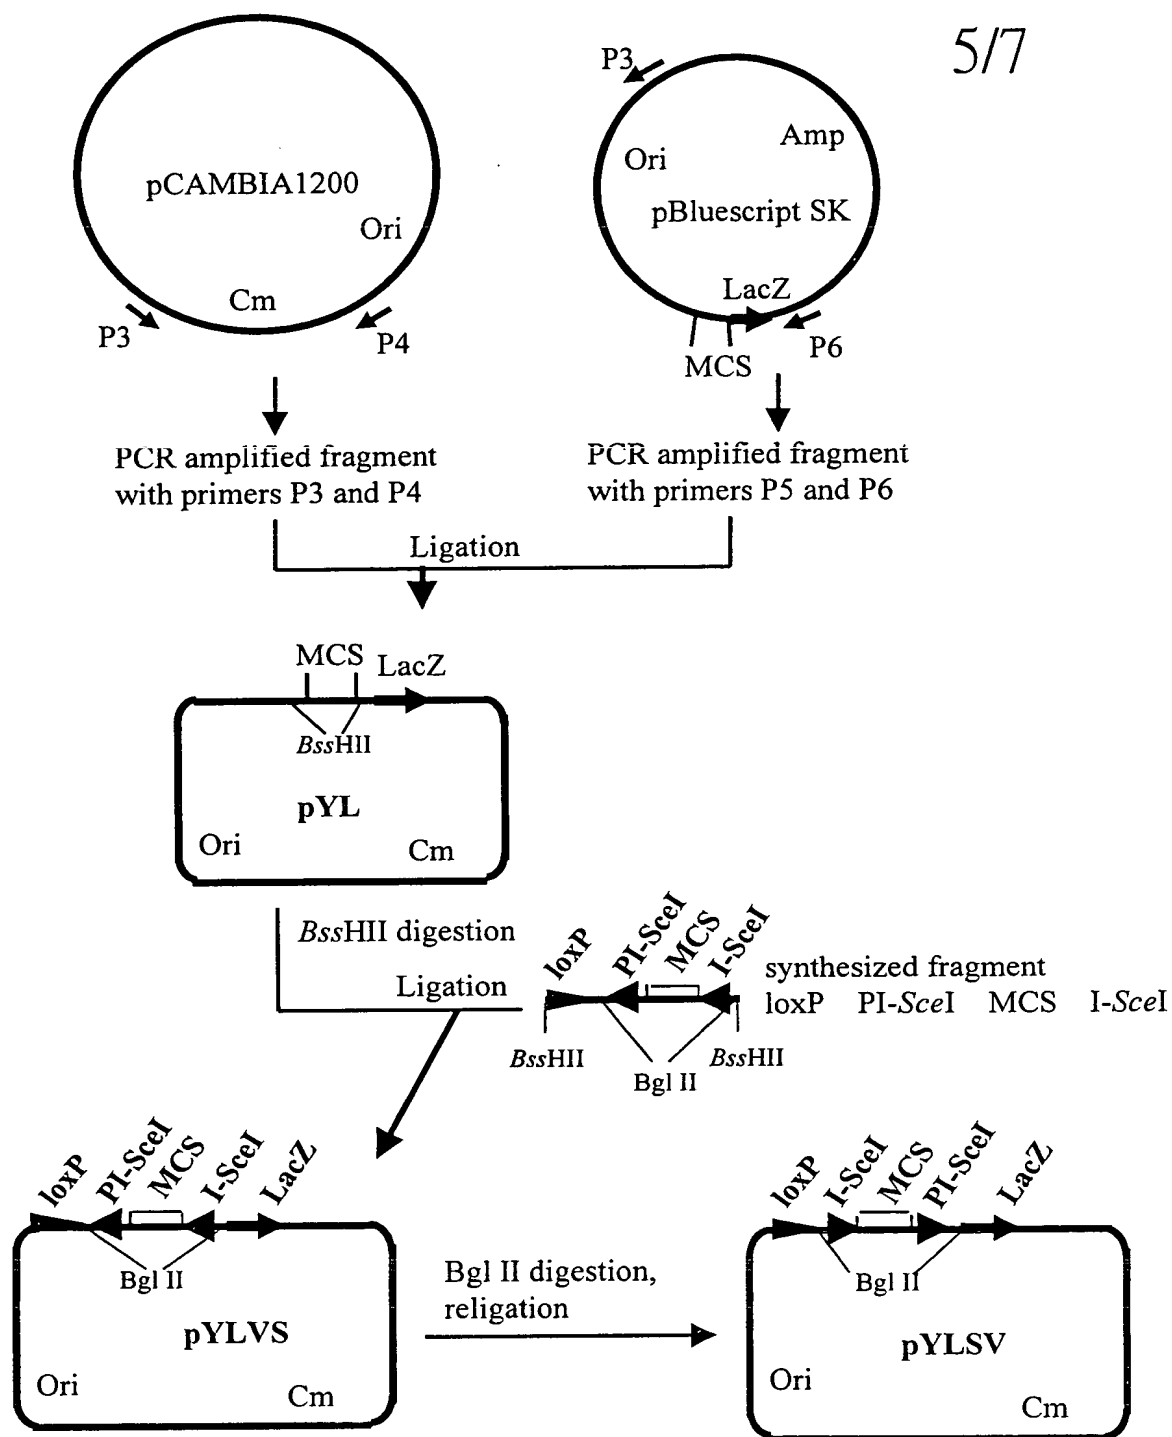 5/7
pCAMBIA1200
Ori
Cm
P3
P4
P3
Amp
Ori
pBluescript SK
LacZ
MCS
P6
PCR amplified fragment
with primers P3 and P4
PCR amplified fragment
with primers P5 and P6
Ligation
MCS
LacZ
BssHII
pYL
Ori
Cm
BssHII digestion
Ligation
loxP
PI-SceI
MCS
I-SceI
synthesized fragment
loxP PI-SceI MCS I-SceI
BssHII
Bgl II
BssHII
loxP
PI-SceI
MCS
I-SceI
LacZ
Bgl II
pYLVS
Ori
Cm
Bgl II digestion,
religation
loxP
I-SceI
MCS
PI-SceI
LacZ
Bgl II
pYLSV
Ori
Cm